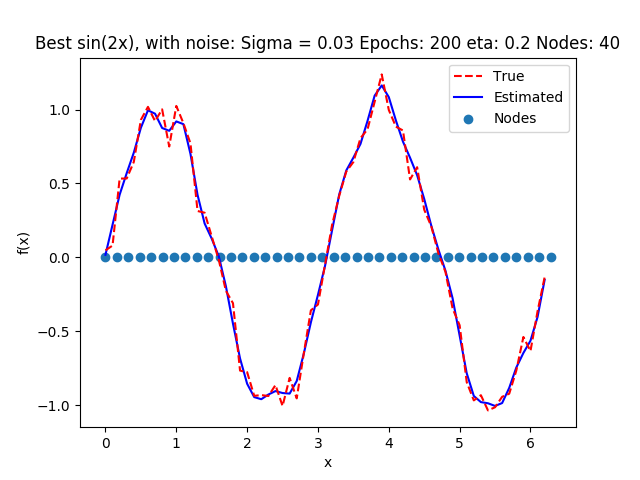 Best sin(2x), with noise: Sigma = 0.03 Epochs: 200 eta: 0.2 Nodes: 40
True
Estimated
Nodes
1.0
0.5
0.0
−0.5
−1.0
f(x)
0 1 2 3 4 5 6
x